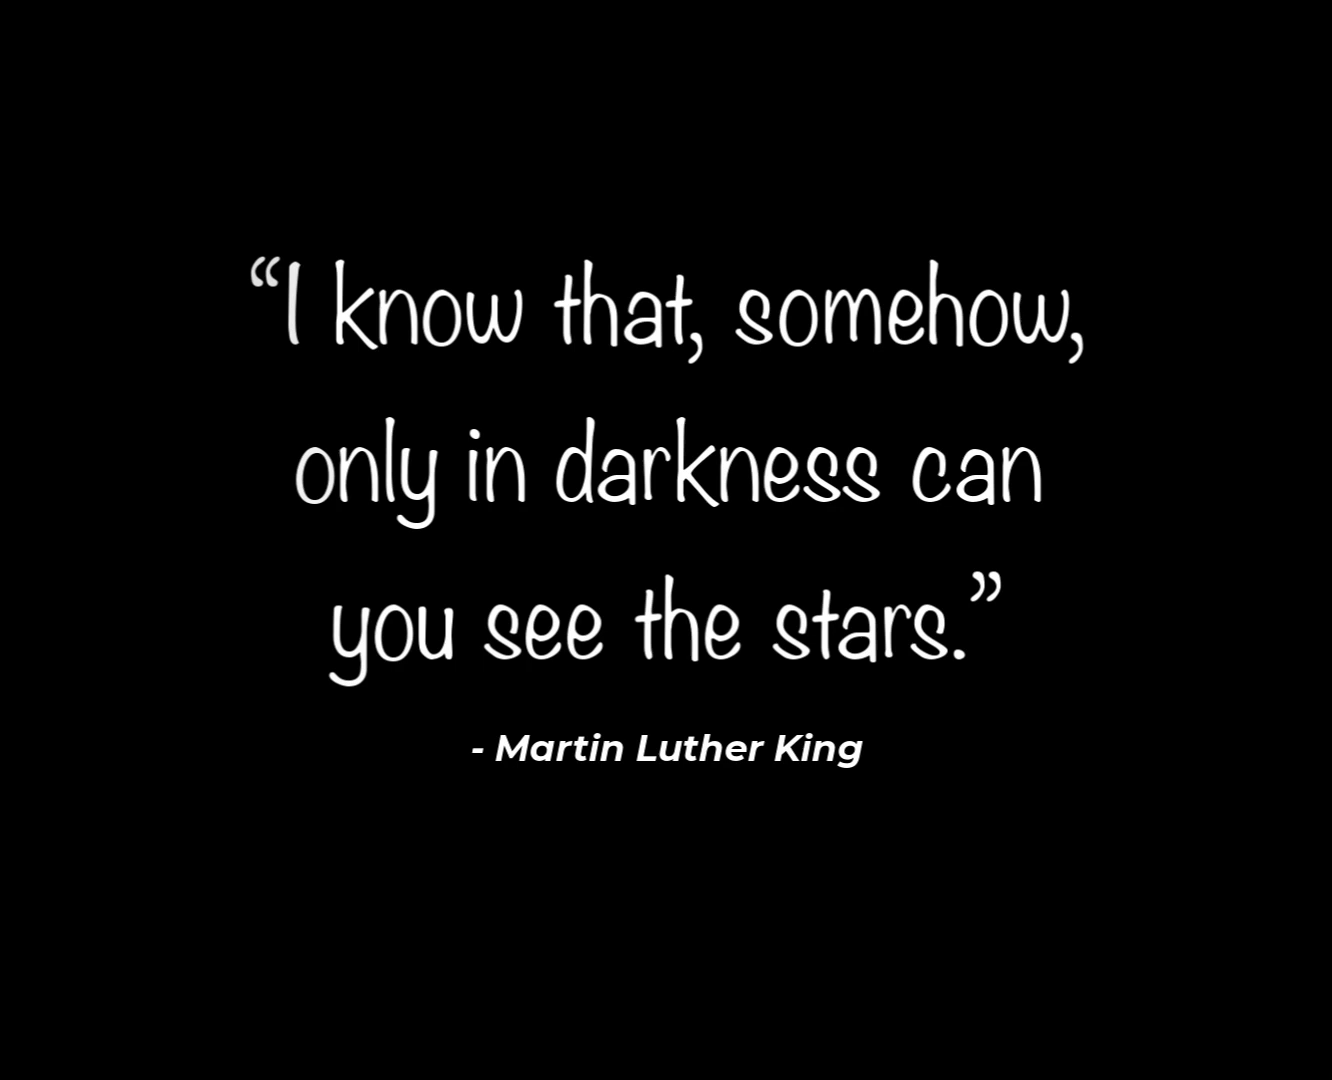 “I know that, somehow,
only in darkness can
you see the stars.”
- Martin Luther King